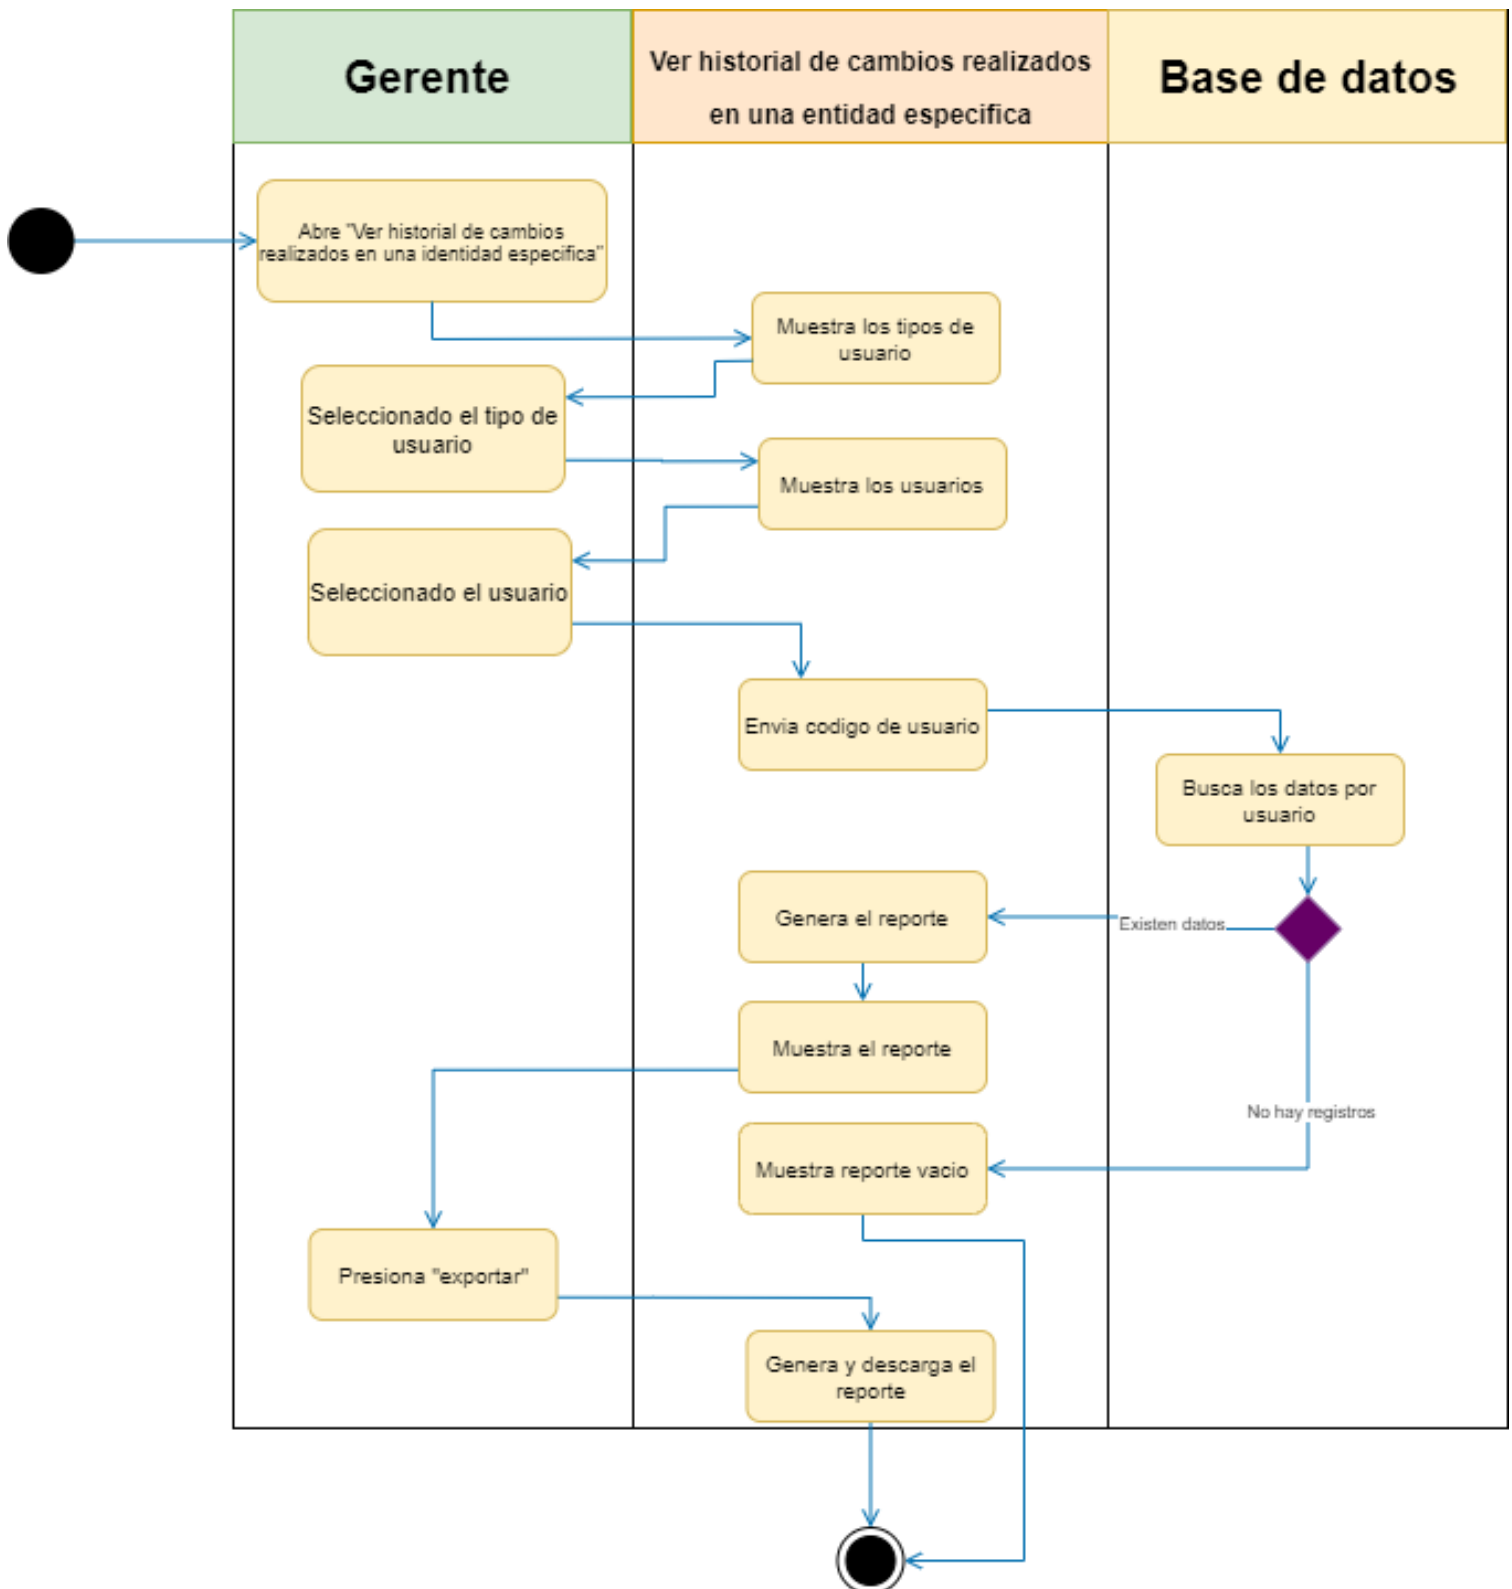 Gerente
Ver historial de cambios realizados
en una entidad especifica
Base de datos
Abre "Ver historial de cambios
realizados en una identidad especifica"
Muestra los tipos de
usuario
Seleccionado el tipo de
usuario
Muestra los usuarios
Seleccionado el usuario
Envia codigo de usuario
Busca los datos por
usuario
Genera el reporte
Existen datos
Muestra el reporte
No hay registros
Muestra reporte vacio
Presiona "exportar"
Genera y descarga el
reporte